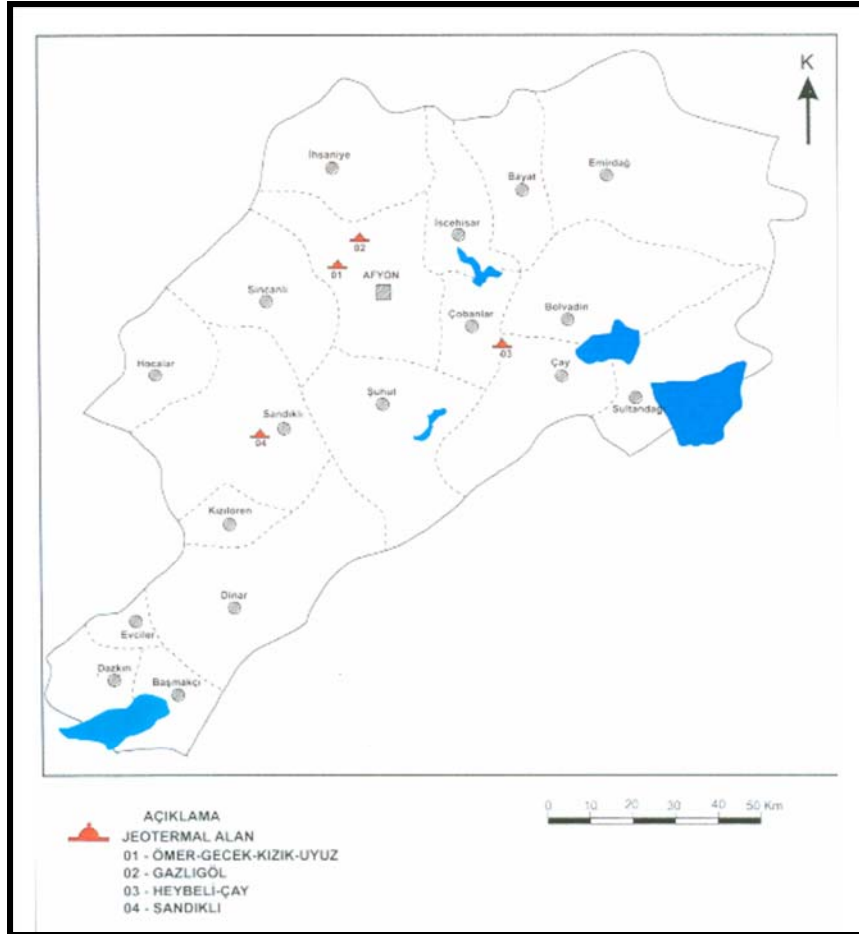 K
İhsaniye
Bayat
Emirdağ
İscehisar
02
01
AFYON
Sinçanlı
Çobanlar
Bolvadin
03
Hocalar
Çay
Şuhut
Sultandağ
Sandıklı
04
Kızılören
Dinar
Evciler
Dazkırı
Başmakçı
0 10 20 30 40 50 Km
AÇIKLAMA
JEOTERMAL ALAN
01 - ÖMER-GECEK-KIZIK-UYUZ
02 - GAZLIGÖL
03 - HEYBELİ-ÇAY
04 - SANDIKLI